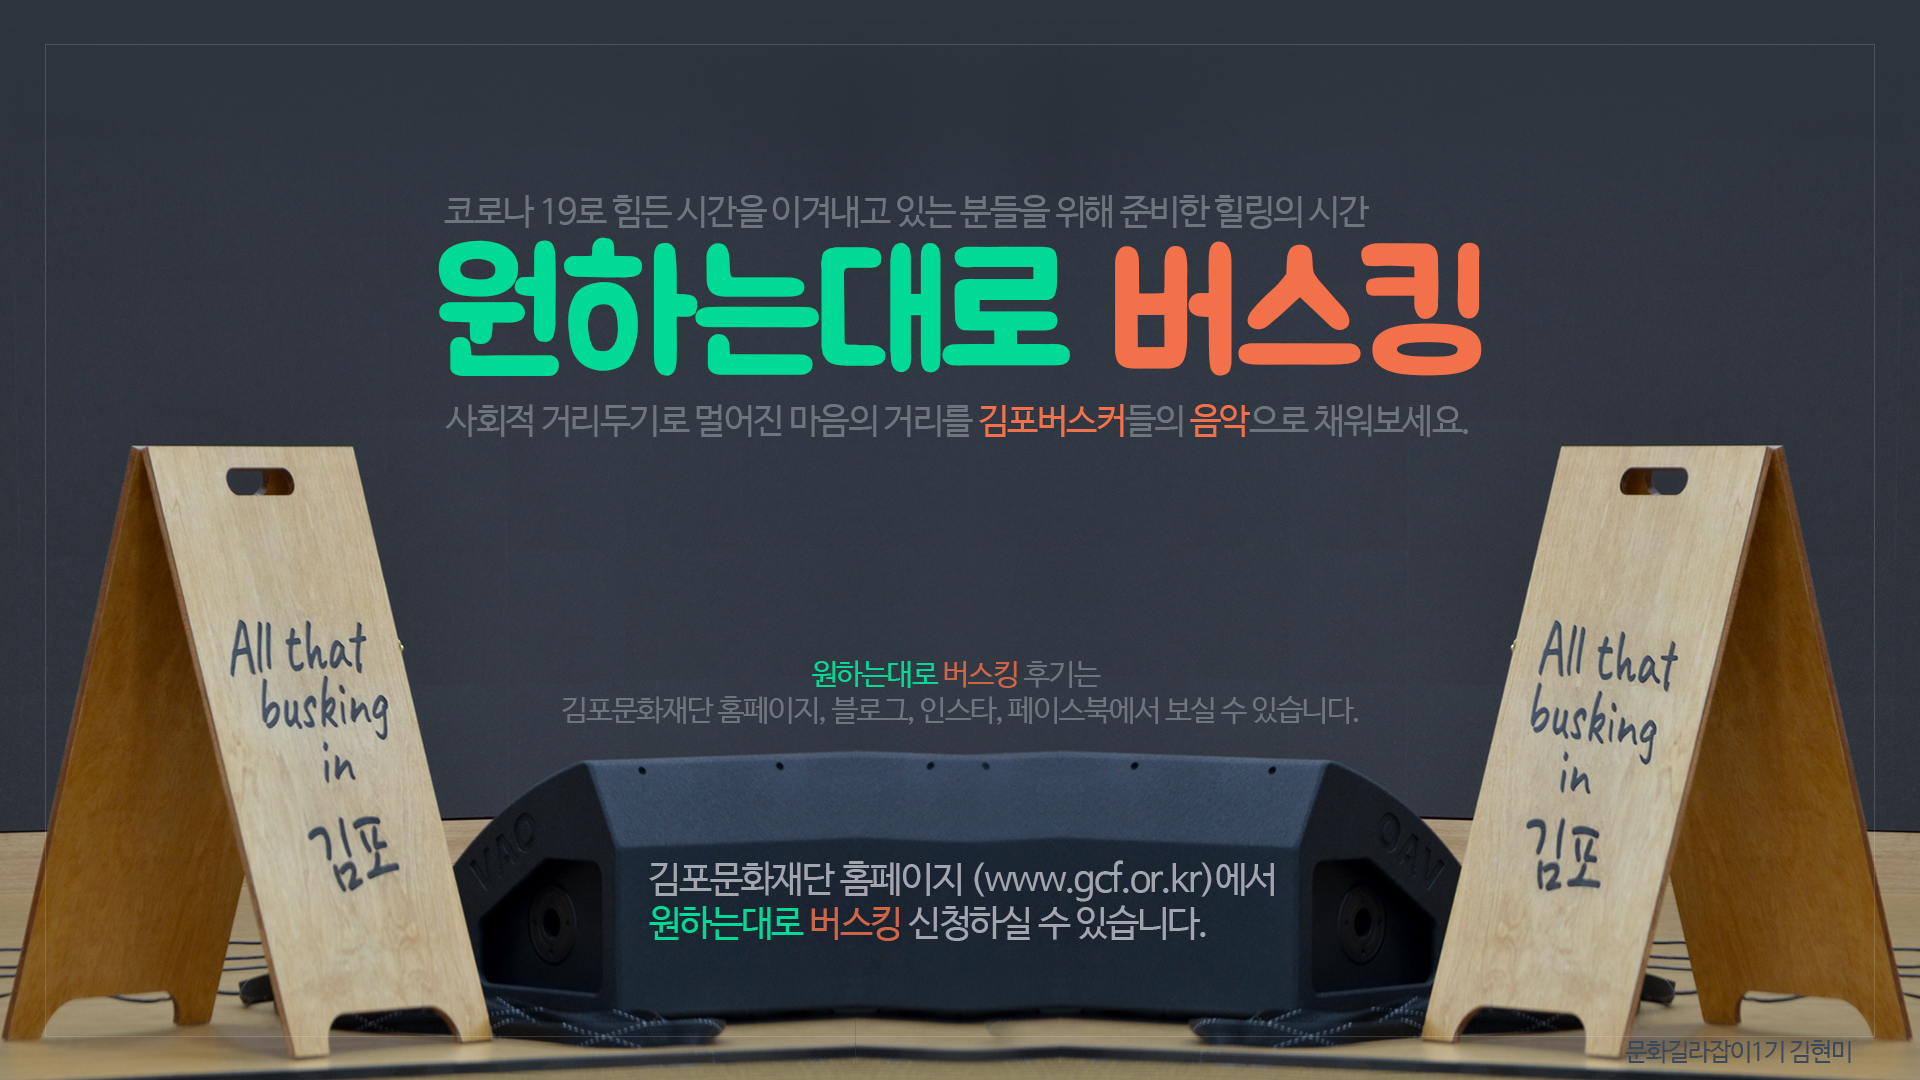 코로나 19로 힘든 시간을 이겨내고 있는 분들을 위해 준비한 힐링의 시간
원하는대로 버스킹
사회적 거리두기로 멀어진 마음의 거리를 김포버스커들의 음악으로 채워보세요.
All that
busking
in
김포
All that
busking
in
김포
원하는대로 버스킹 후기는
김포문화재단 홈페이지, 블로그, 인스타, 페이스북에서 보실 수 있습니다.
VAO
OAV
김포문화재단 홈페이지 (www.gcf.or.kr)에서
원하는대로 버스킹 신청하실 수 있습니다.
문화길라잡이1기 김현미